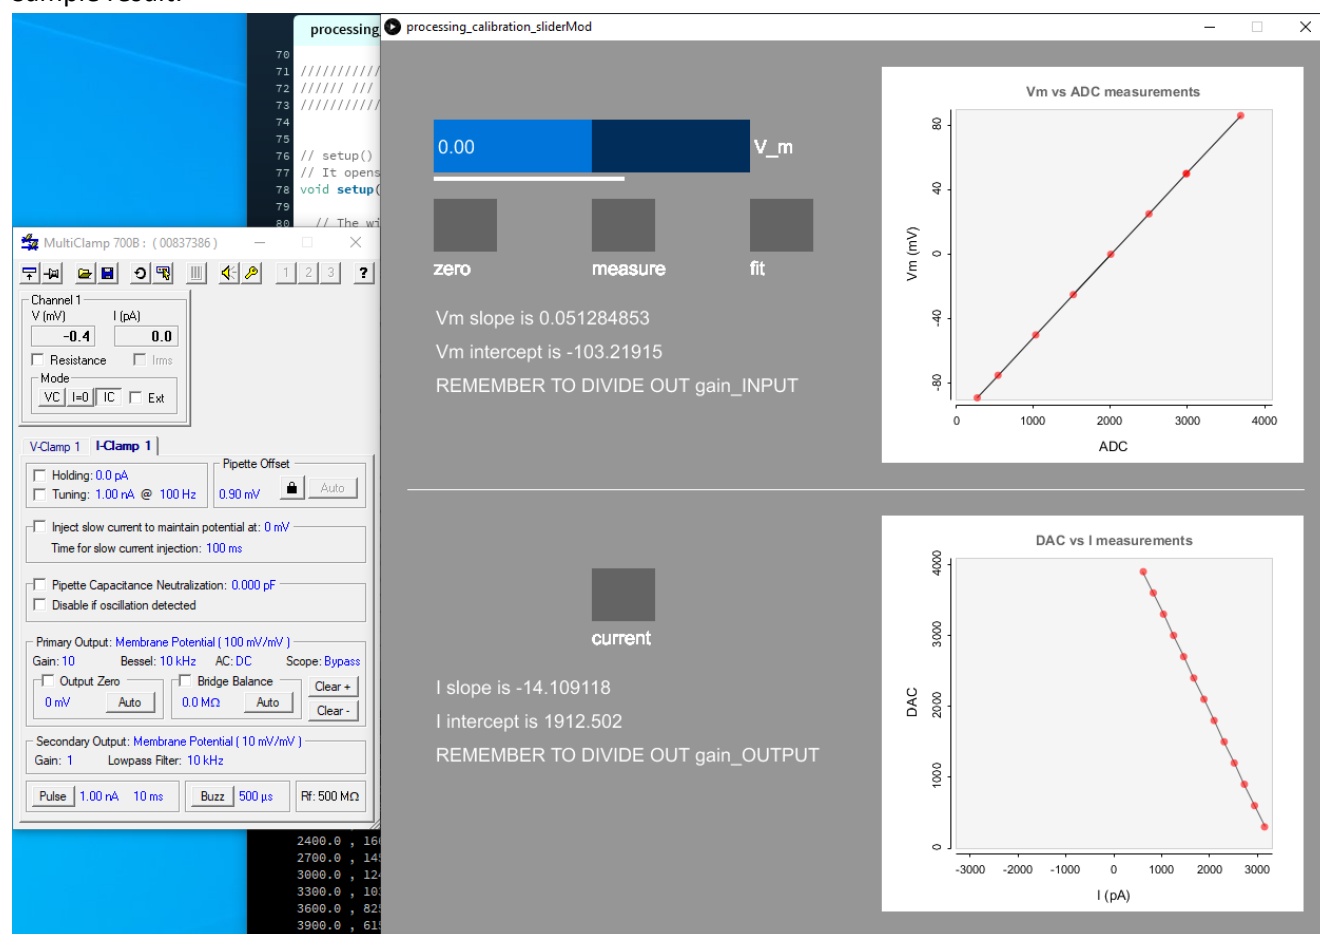 Sample result:
processing_
processing_calibration_sliderMod
70
71 ///////////
72 ////// ///
73 ///////////
74
75
76 // setup()
77 // It opens
78 void setup(
79
80 // The wi
MultiClamp 700B : ( 00837386 )
1 2 3 ?
Channel 1
V (mV) I (pA)
-0.4 0.0
Resistance Irms
Mode
VC I=0 IC Ext
V-Clamp 1 I-Clamp 1
Holding: 0.0 pA
Tuning: 1.00 nA @ 100 Hz
Pipette Offset
0.90 mV Auto
Inject slow current to maintain potential at: 0 mV
Time for slow current injection: 100 ms
Pipette Capacitance Neutralization: 0.000 pF
Disable if oscillation detected
Primary Output: Membrane Potential ( 100 mV/mV )
Gain: 10 Bessel: 10 kHz AC: DC Scope: Bypass
Output Zero
0 mV Auto
Bridge Balance
0.0 MΩ Auto
Clear +
Clear -
Secondary Output: Membrane Potential ( 10 mV/mV )
Gain: 1 Lowpass Filter: 10 kHz
Pulse 1.00 nA 10 ms
Buzz 500 µs
Rf: 500 MΩ
2400.0 , 166
2700.0 , 145
3000.0 , 124
3300.0 , 103
3600.0 , 825
3900.0 , 615
0.00 V_m
zero measure fit
Vm slope is 0.051284853
Vm intercept is -103.21915
REMEMBER TO DIVIDE OUT gain_INPUT
Vm vs ADC measurements
Vm (mV)
80
40
0
-40
-80
0 1000 2000 3000 4000
ADC
current
I slope is -14.109118
I intercept is 1912.502
REMEMBER TO DIVIDE OUT gain_OUTPUT
DAC vs I measurements
DAC
4000
3000
2000
1000
0
-3000 -2000 -1000 0 1000 2000 3000
I (pA)